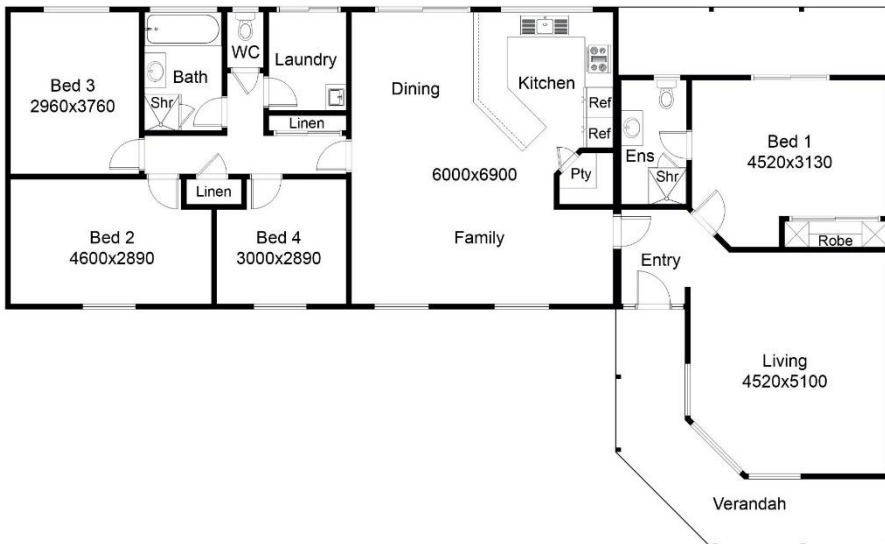 Bed 3
2960x3760
Bath
Shr
WC
Laundry
Linen
Linen
Bed 2
4600x2890
Bed 4
3000x2890
Dining
Kitchen
Ref
Ref
6000x6900
Pty
Family
Ens
Shr
Bed 1
4520x3130
Robe
Entry
Living
4520x5100
Verandah